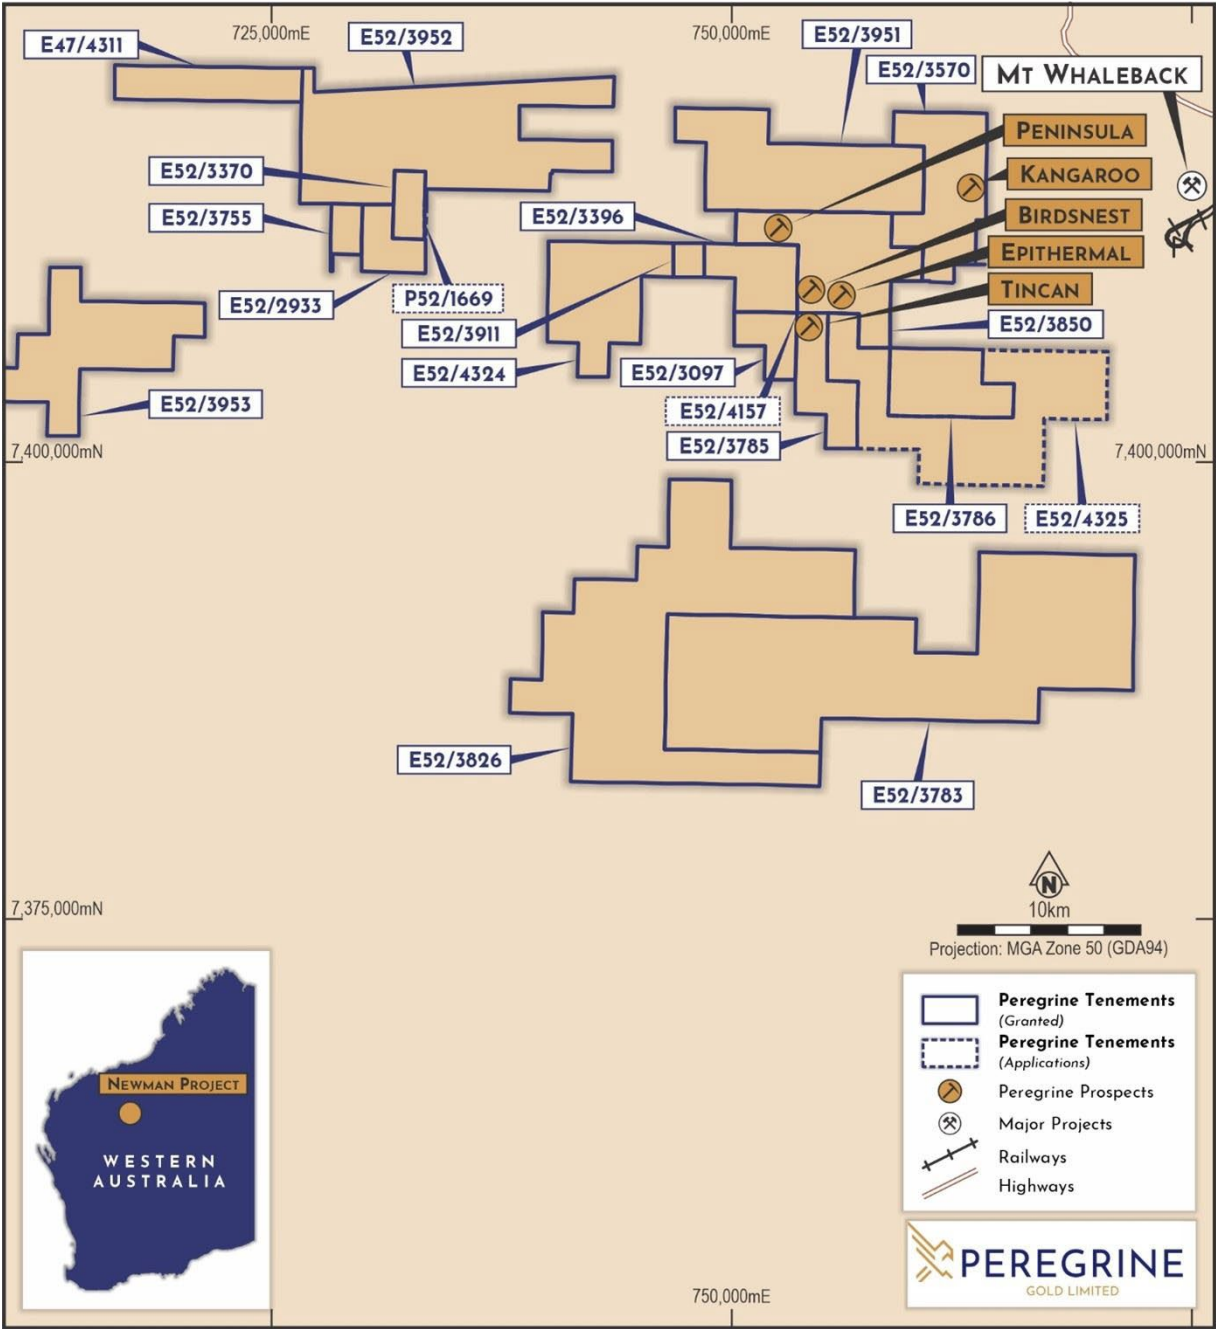 725,000mE
750,000mE
E47/4311
E52/3952
E52/3951
E52/3570
MT WHALEBACK
PENINSULA
E52/3370
KANGAROO
E52/3755
E52/3396
BIRDSNEST
EPITHERMAL
E52/2933
P52/1669
TINCAN
E52/3911
E52/3850
E52/4324
E52/3097
E52/3953
E52/4157
E52/3785
7,400,000mN
7,400,000mN
E52/3786
E52/4325
E52/3826
E52/3783
7,375,000mN
N
10km
Projection: MGA Zone 50 (GDA94)
NEWMAN PROJECT
WESTERN
AUSTRALIA
Peregrine Tenements
(Granted)
Peregrine Tenements
(Applications)
Peregrine Prospects
Major Projects
Railways
Highways
PEREGRINE
GOLD LIMITED
750,000mE